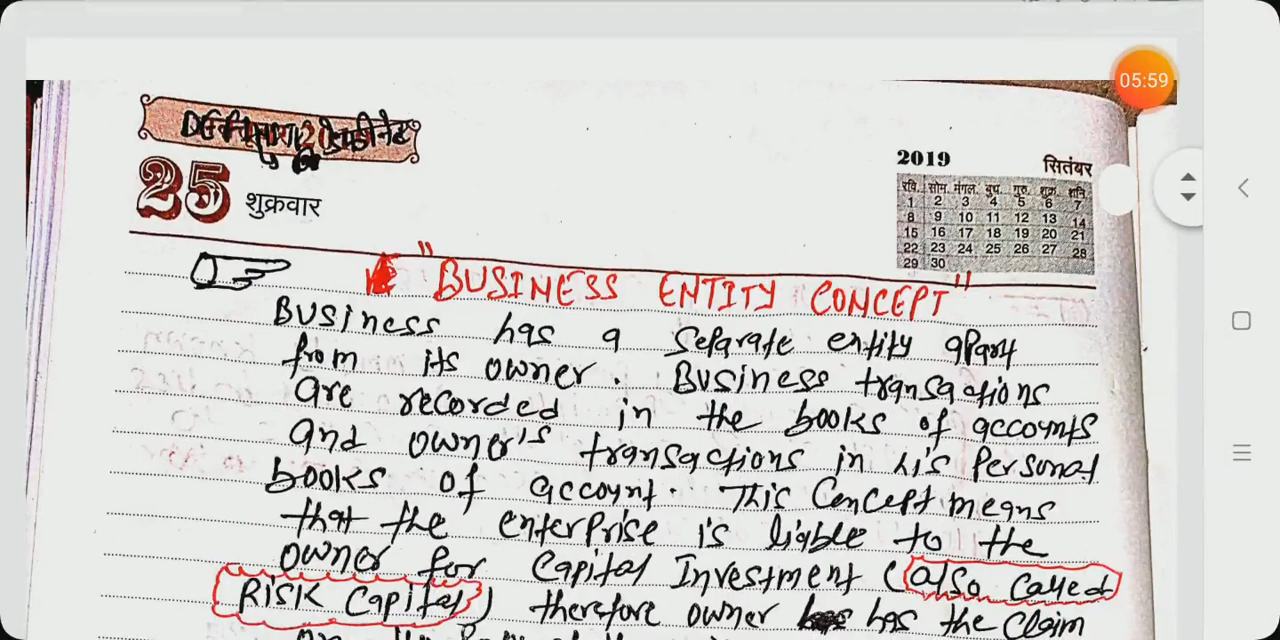 05:59
25 शुक्रवार
2019 सितंबर
रवि सोम मंगल बुध गुरु शुक्र शनि
1 2 3 4 5 6 7
8 9 10 11 12 13 14
15 16 17 18 19 20 21
22 23 24 25 26 27 28
29 30
"BUSINESS ENTITY CONCEPT"
Business has a separate entity apart
from its owner. Business transactions
are recorded in the books of accounts
and owner's transactions in his personal
books of account. This concept means
that the enterprise is liable to the
owner for capital Investment (also called
Risk Capital) therefore owner has the claim